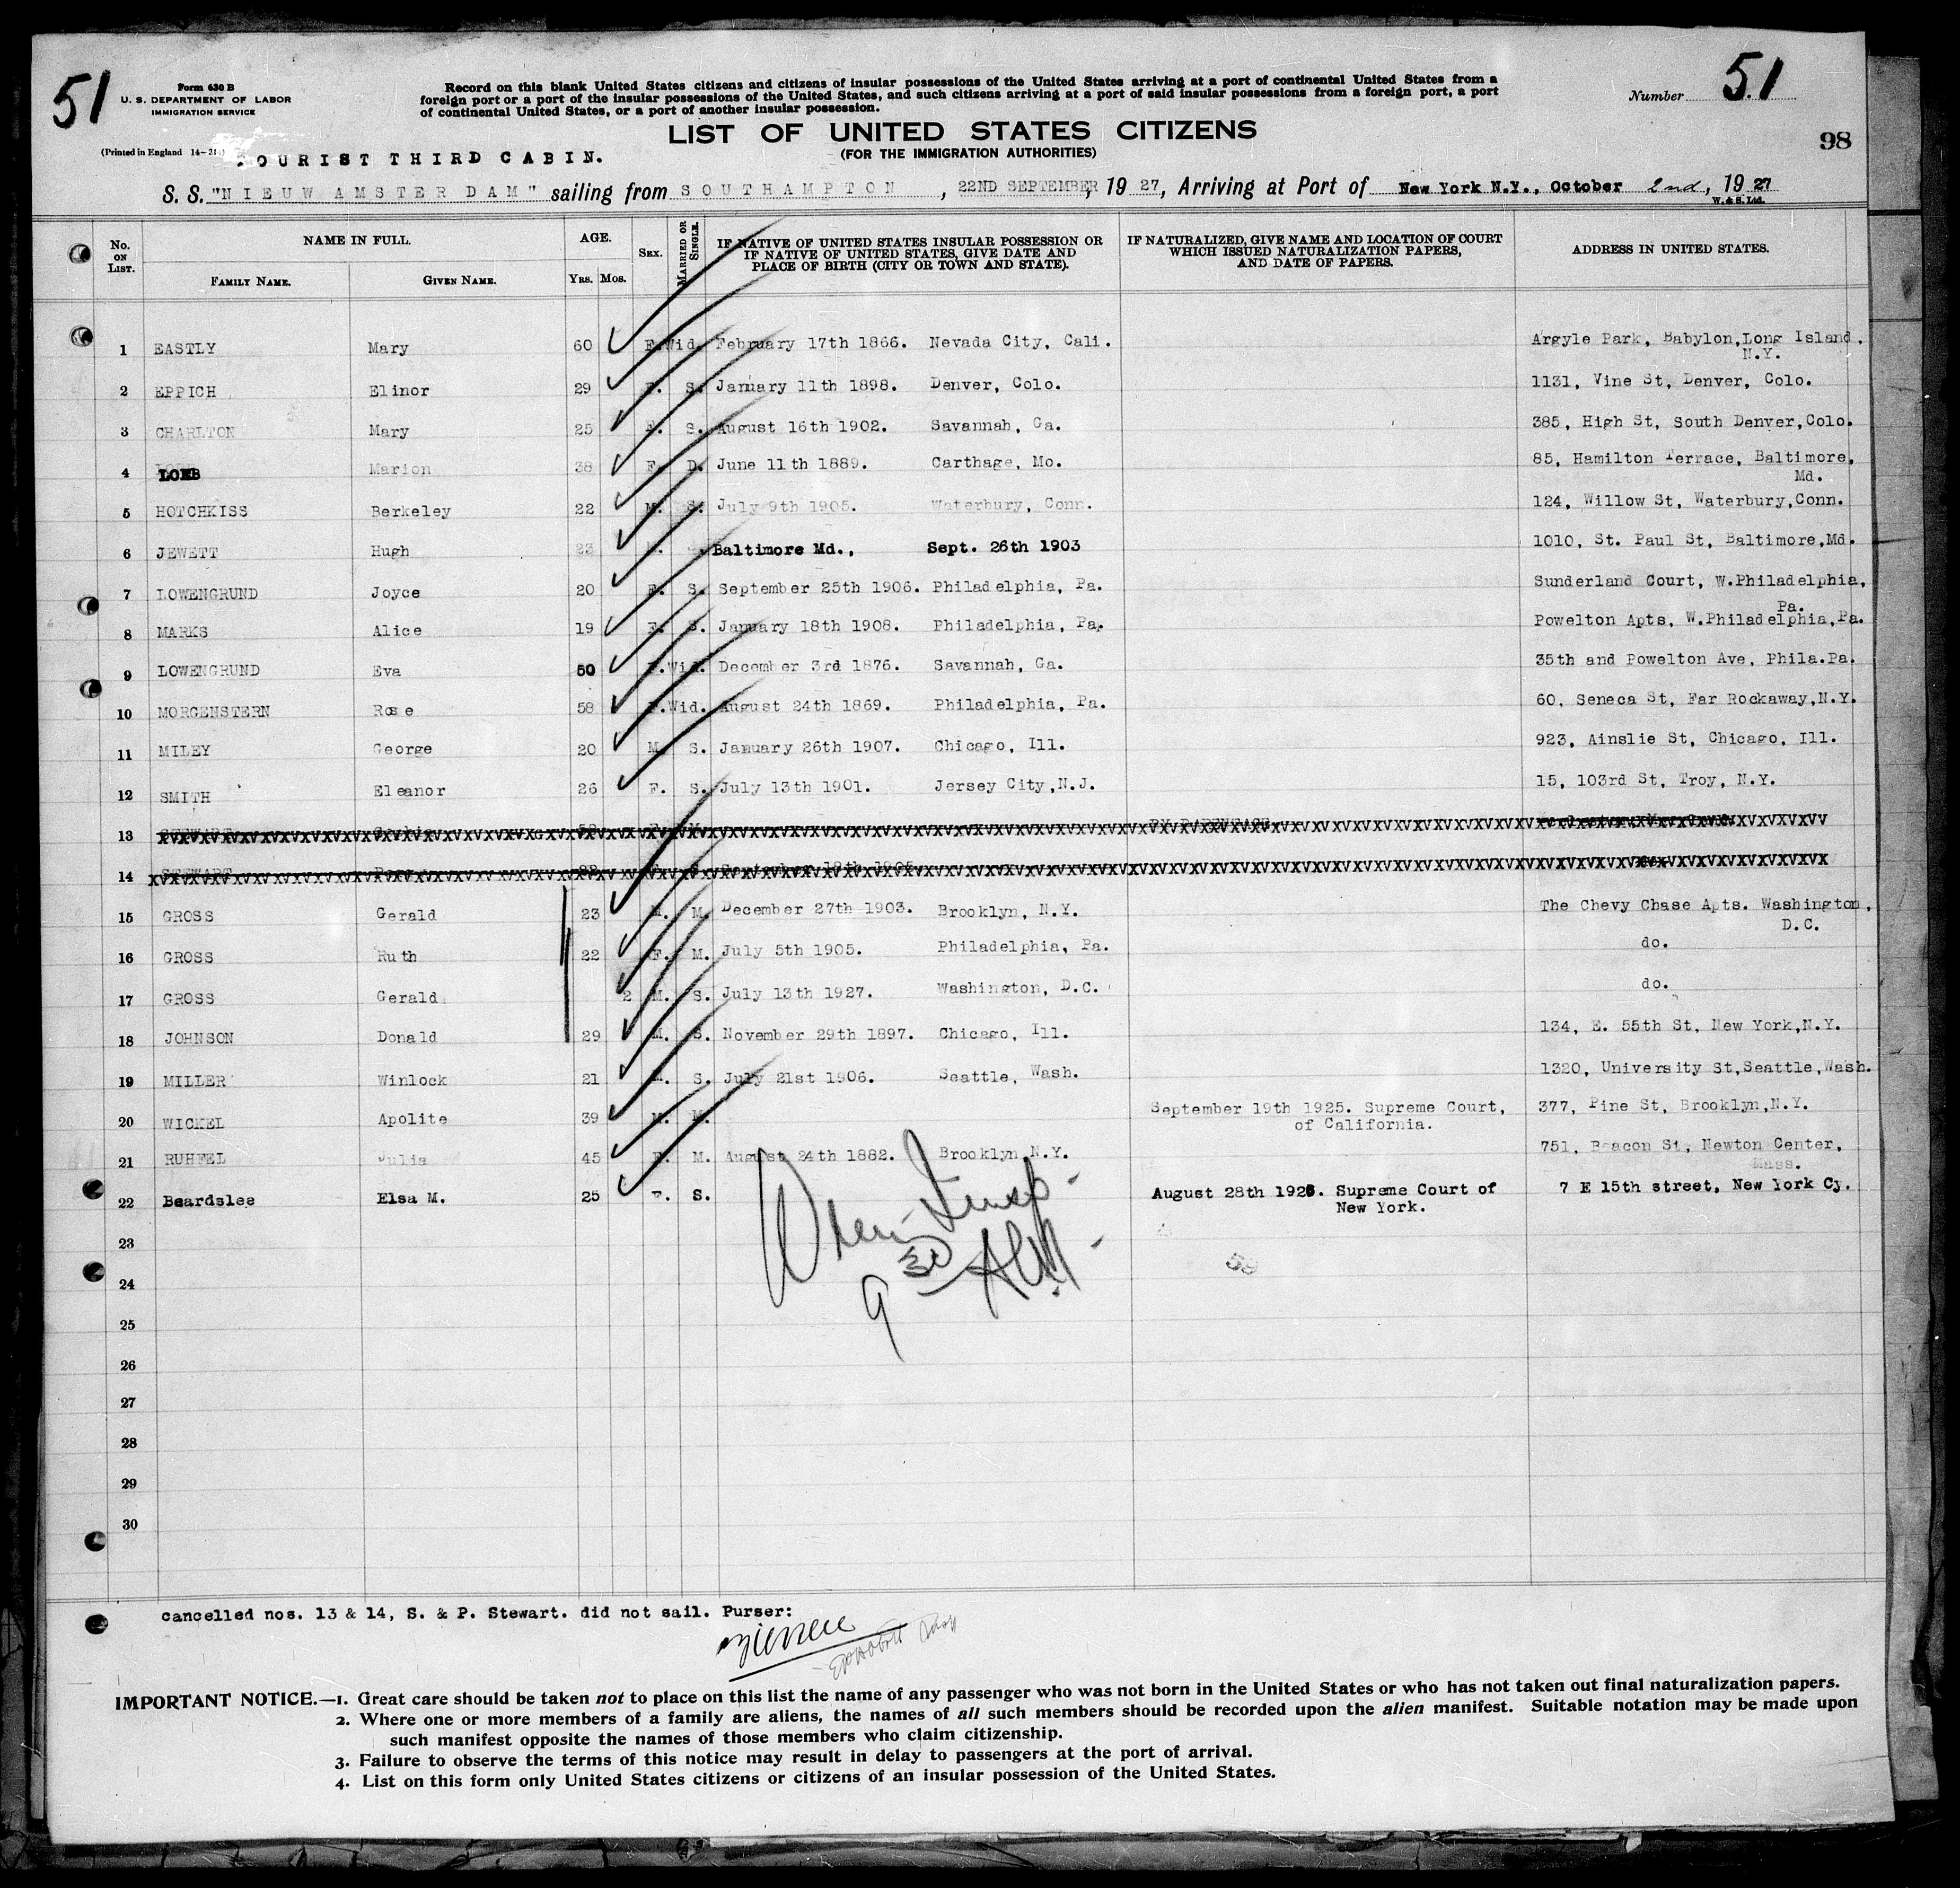 51
Form 630 B
U. S. DEPARTMENT OF LABOR
IMMIGRATION SERVICE
(Printed in England 14-21)
Record on this blank United States citizens and citizens of insular possessions of the United States arriving at a port of continental United States from a
foreign port or a port of the insular possessions of the United States, and such citizens arriving at a port of said insular possessions from a foreign port, a port
of continental United States, or a port of another insular possession.
Number 51
98
LIST OF UNITED STATES CITIZENS
(FOR THE IMMIGRATION AUTHORITIES)
TOURIST THIRD CABIN.
S. S. "NIEUW AMSTERDAM" sailing from SOUTHAMPTON, 22ND SEPTEMBER, 1927, Arriving at Port of New York N.Y., October 2nd, 1927
W. & S. Ltd.
No. ON LIST. NAME IN FULL. FAMILY NAME. GIVEN NAME. AGE. YRS. MOS. SEX. MARRIED OR SINGLE. IF NATIVE OF UNITED STATES INSULAR POSSESSION OR IF NATIVE OF UNITED STATES, GIVE DATE AND PLACE OF BIRTH (CITY OR TOWN AND STATE). IF NATURALIZED, GIVE NAME AND LOCATION OF COURT WHICH ISSUED NATURALIZATION PAPERS, AND DATE OF PAPERS. ADDRESS IN UNITED STATES.
1 EASTLY Mary 60 F. Wid. February 17th 1866. Nevada City, Cali. Argyle Park, Babylon, Long Island, N.Y.
2 EPPICH Elinor 29 F. S. January 11th 1898. Denver, Colo. 1131, Vine St, Denver, Colo.
3 CHARLTON Mary 25 F. S. August 16th 1902. Savannah, Ga. 385, High St, South Denver, Colo.
4 LOEB Marion 38 F. D. June 11th 1889. Carthage, Mo. 85, Hamilton Terrace, Baltimore, Md.
5 HOTCHKISS Berkeley 22 M. S. July 9th 1905. Waterbury, Conn. 124, Willow St, Waterbury, Conn.
6 JEWETT Hugh 23 Baltimore Md., Sept. 26th 1903 1010, St. Paul St, Baltimore, Md.
7 LOWENGRUND Joyce 20 F. S. September 25th 1906. Philadelphia, Pa. Sunderland Court, W.Philadelphia, Pa.
8 MARKS Alice 19 F. S. January 18th 1908. Philadelphia, Pa. Powelton Apts, W.Philadelphia, Pa.
9 LOWENGRUND Eva 50 F. Wid. December 3rd 1876. Savannah, Ga. 35th and Powelton Ave, Phila.Pa.
10 MORGENSTERN Rose 58 F. Wid. August 24th 1869. Philadelphia, Pa. 60, Seneca St, Far Rockaway, N.Y.
11 MILEY George 20 M. S. January 26th 1907. Chicago, Ill. 923, Ainslie St, Chicago, Ill.
12 SMITH Eleanor 26 F. S. July 13th 1901. Jersey City, N.J. 15, 103rd St, Troy, N.Y.
13 STEWART
14 STEWART
15 GROSS Gerald 23 M. M. December 27th 1903. Brooklyn, N.Y. The Chevy Chase Apts. Washington, D.C.
16 GROSS Ruth 22 F. M. July 5th 1905. Philadelphia, Pa. do.
17 GROSS Gerald 2 M. S. July 13th 1927. Washington, D.C. do.
18 JOHNSON Donald 29 M. S. November 29th 1897. Chicago, Ill. 134, E. 55th St, New York, N.Y.
19 MILLER Winlock 21 M. S. July 21st 1906. Seattle, Wash. 1320, University St, Seattle, Wash.
20 WICKEL Apolite 39 M. M. September 19th 1925. Supreme Court, of California. 377, Pine St, Brooklyn, N.Y.
21 RUHFEL Julia 45 F. M. August 24th 1882. Brooklyn N.Y. 751, Beacon St, Newton Center, Mass.
22 Beardslee Elsa M. 25 F. S. August 28th 1926. Supreme Court of New York. 7 E 15th street, New York Cy.
23
24
25
26
27
28
29
30
9 30 AM
59
cancelled nos. 13 & 14, S. & P. Stewart. did not sail. Purser:
IMPORTANT NOTICE.—1. Great care should be taken not to place on this list the name of any passenger who was not born in the United States or who has not taken out final naturalization papers.
2. Where one or more members of a family are aliens, the names of all such members should be recorded upon the alien manifest. Suitable notation may be made upon
such manifest opposite the names of those members who claim citizenship.
3. Failure to observe the terms of this notice may result in delay to passengers at the port of arrival.
4. List on this form only United States citizens or citizens of an insular possession of the United States.